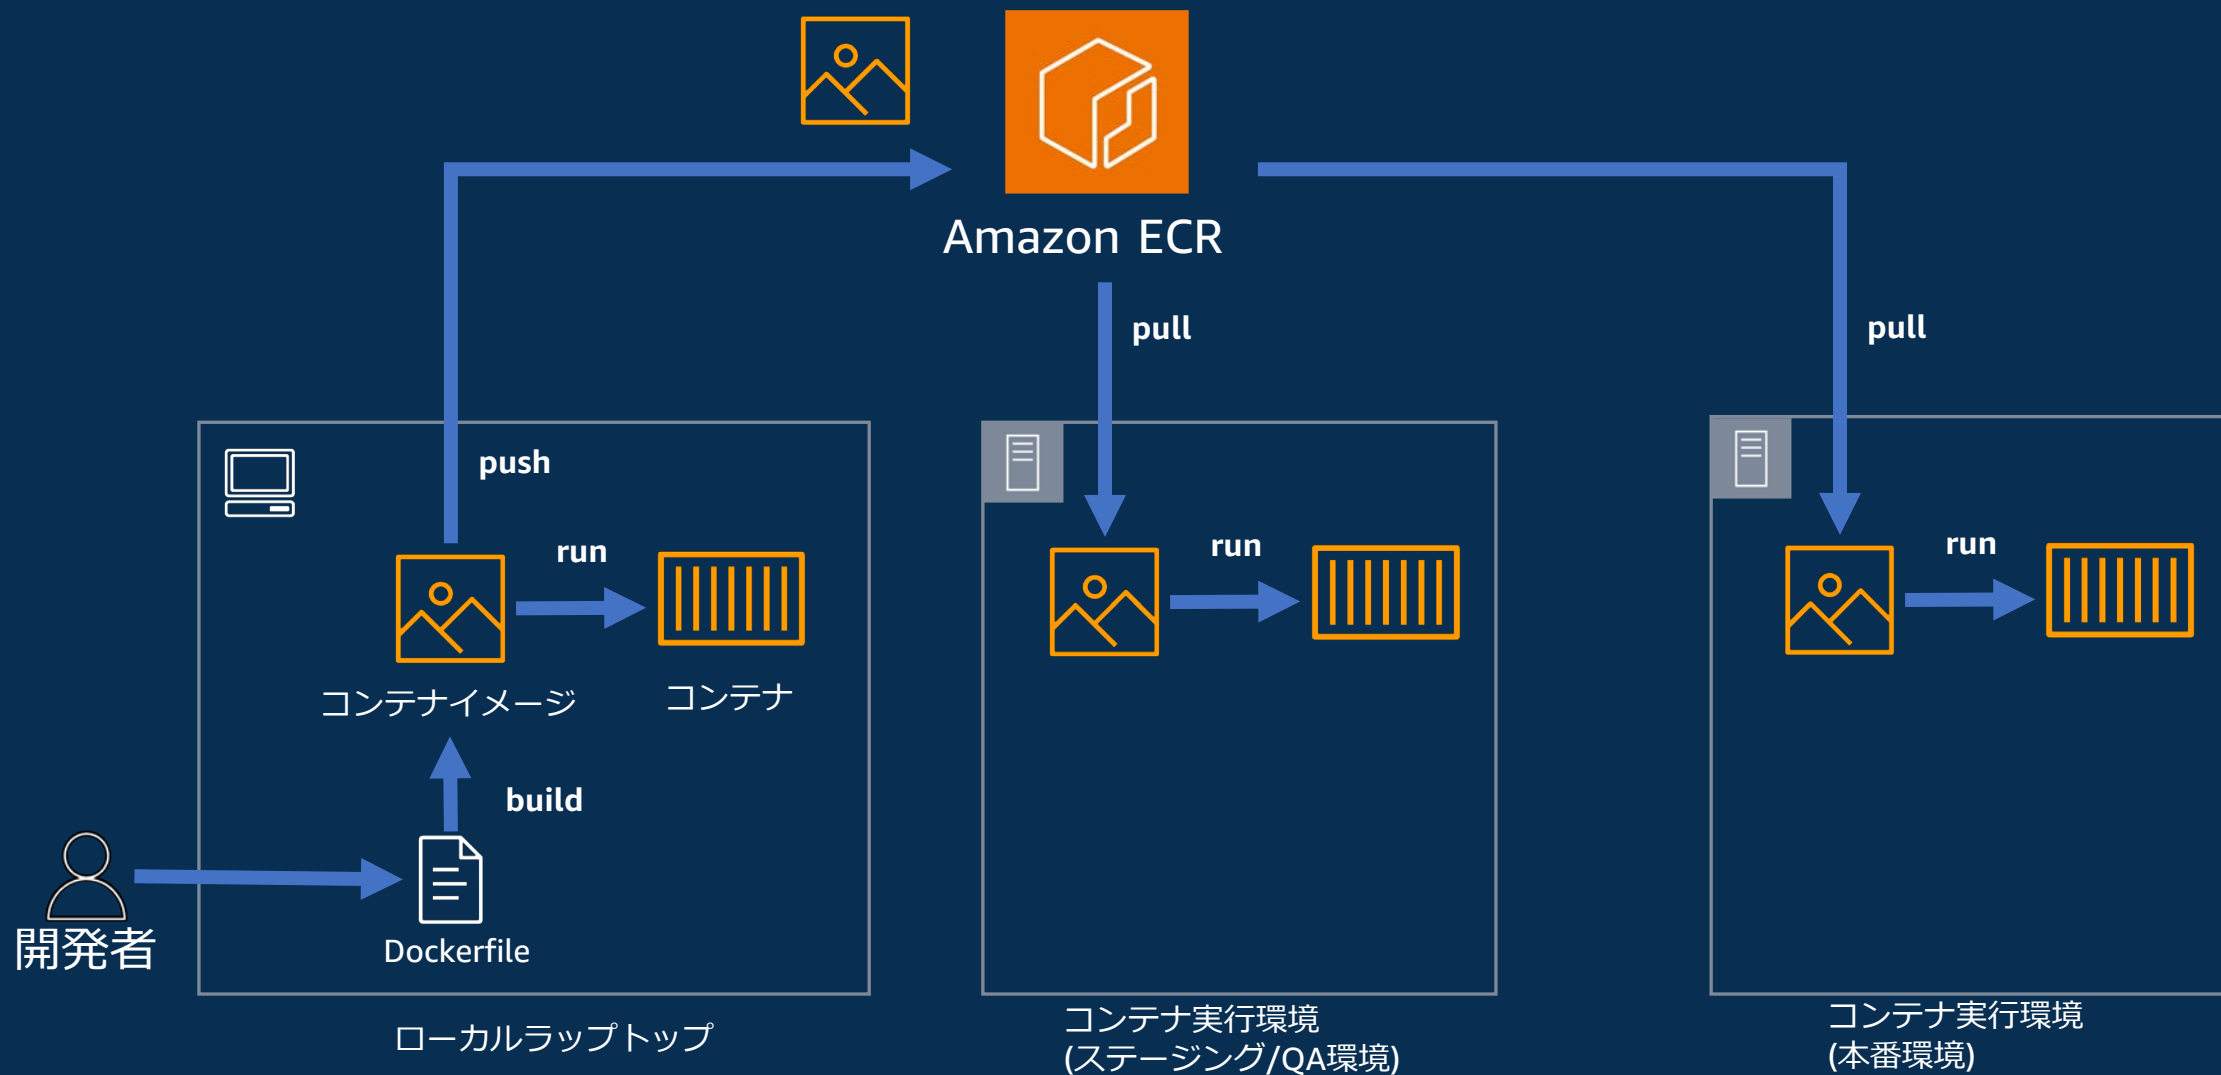 Amazon ECR
pull
pull
push
run
run
run
コンテナイメージ
コンテナ
build
開発者
Dockerfile
ローカルラップトップ
コンテナ実行環境
(ステージング/QA環境)
コンテナ実行環境
(本番環境)